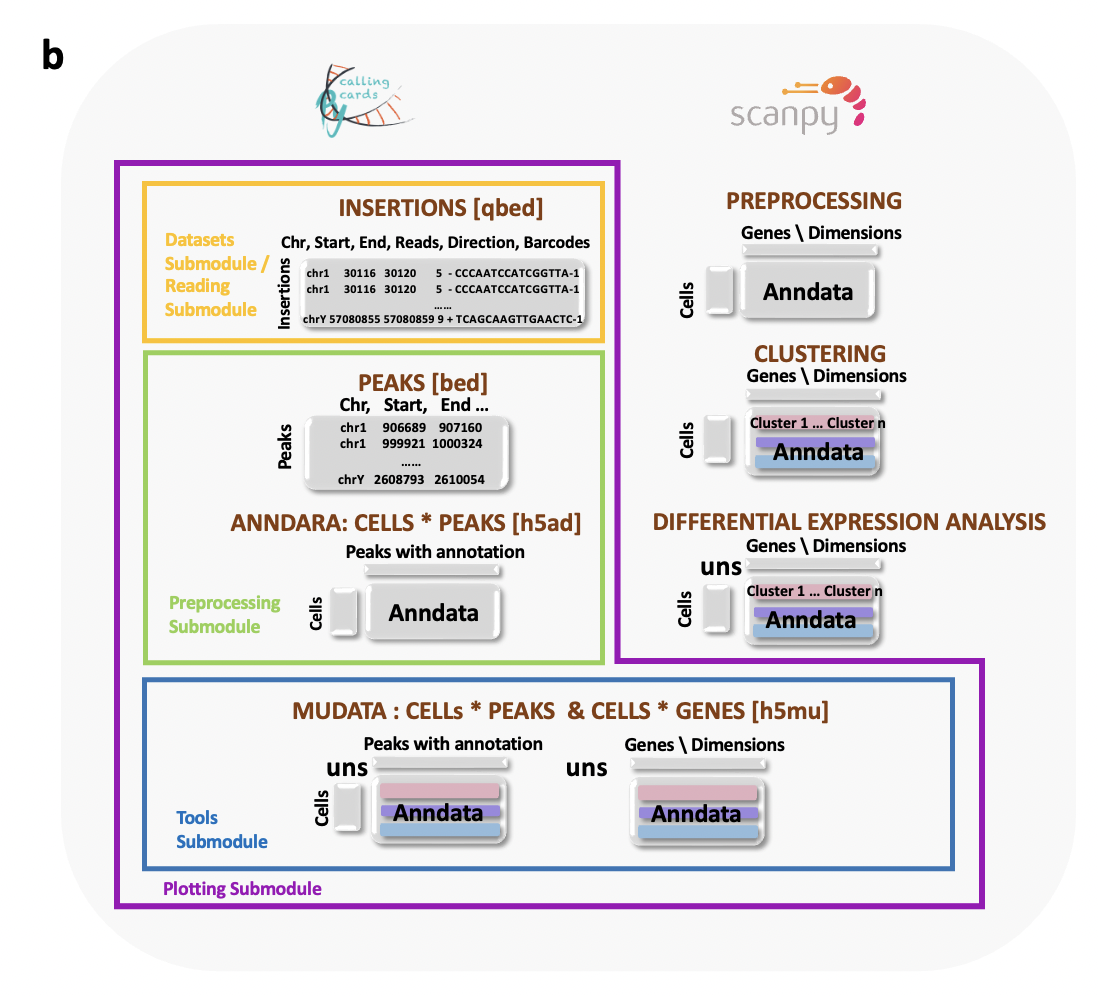 b
Py calling
cards
scanpy
INSERTIONS [qbed]
Datasets
Submodule /
Reading
Submodule
Chr, Start, End, Reads, Direction, Barcodes
Insertions
chr1 30116 30120 5 - CCCAATCCATCGGTTA-1
chr1 30116 30120 5 - CCCAATCCATCGGTTA-1
......
chrY 57080855 57080859 9 + TCAGCAAGTTGAACTC-1
PEAKS [bed]
Chr, Start, End ...
Peaks
chr1 906689 907160
chr1 999921 1000324
......
chrY 2608793 2610054
ANNDARA: CELLS * PEAKS [h5ad]
Peaks with annotation
Cells
Anndata
Preprocessing
Submodule
PREPROCESSING
Genes \ Dimensions
Cells
Anndata
CLUSTERING
Genes \ Dimensions
Cells
Cluster 1 ... Cluster n
Anndata
DIFFERENTIAL EXPRESSION ANALYSIS
Genes \ Dimensions
uns
Cells
Cluster 1 ... Cluster n
Anndata
MUDATA : CELLs * PEAKS & CELLS * GENES [h5mu]
Peaks with annotation
uns
Cells
Anndata
Genes \ Dimensions
uns
Anndata
Tools
Submodule
Plotting Submodule